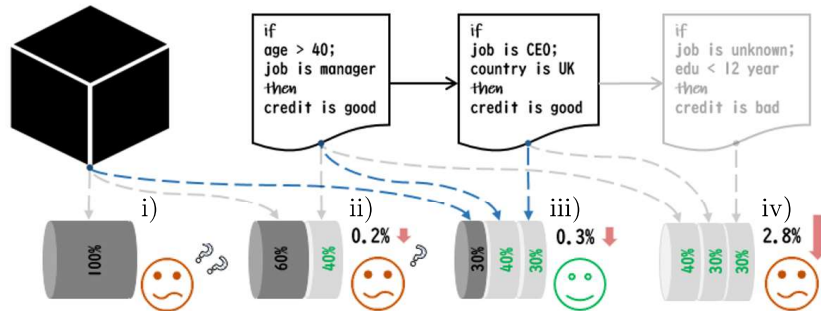 if
age > 40;
job is manager
then
credit is good
if
job is CEO;
country is UK
then
credit is good
if
job is unknown;
edu < 12 year
then
credit is bad
i)
100%
??
ii)
60%
40%
0.2%
?
iii)
30%
40%
30%
0.3%
iv)
40%
30%
30%
2.8%